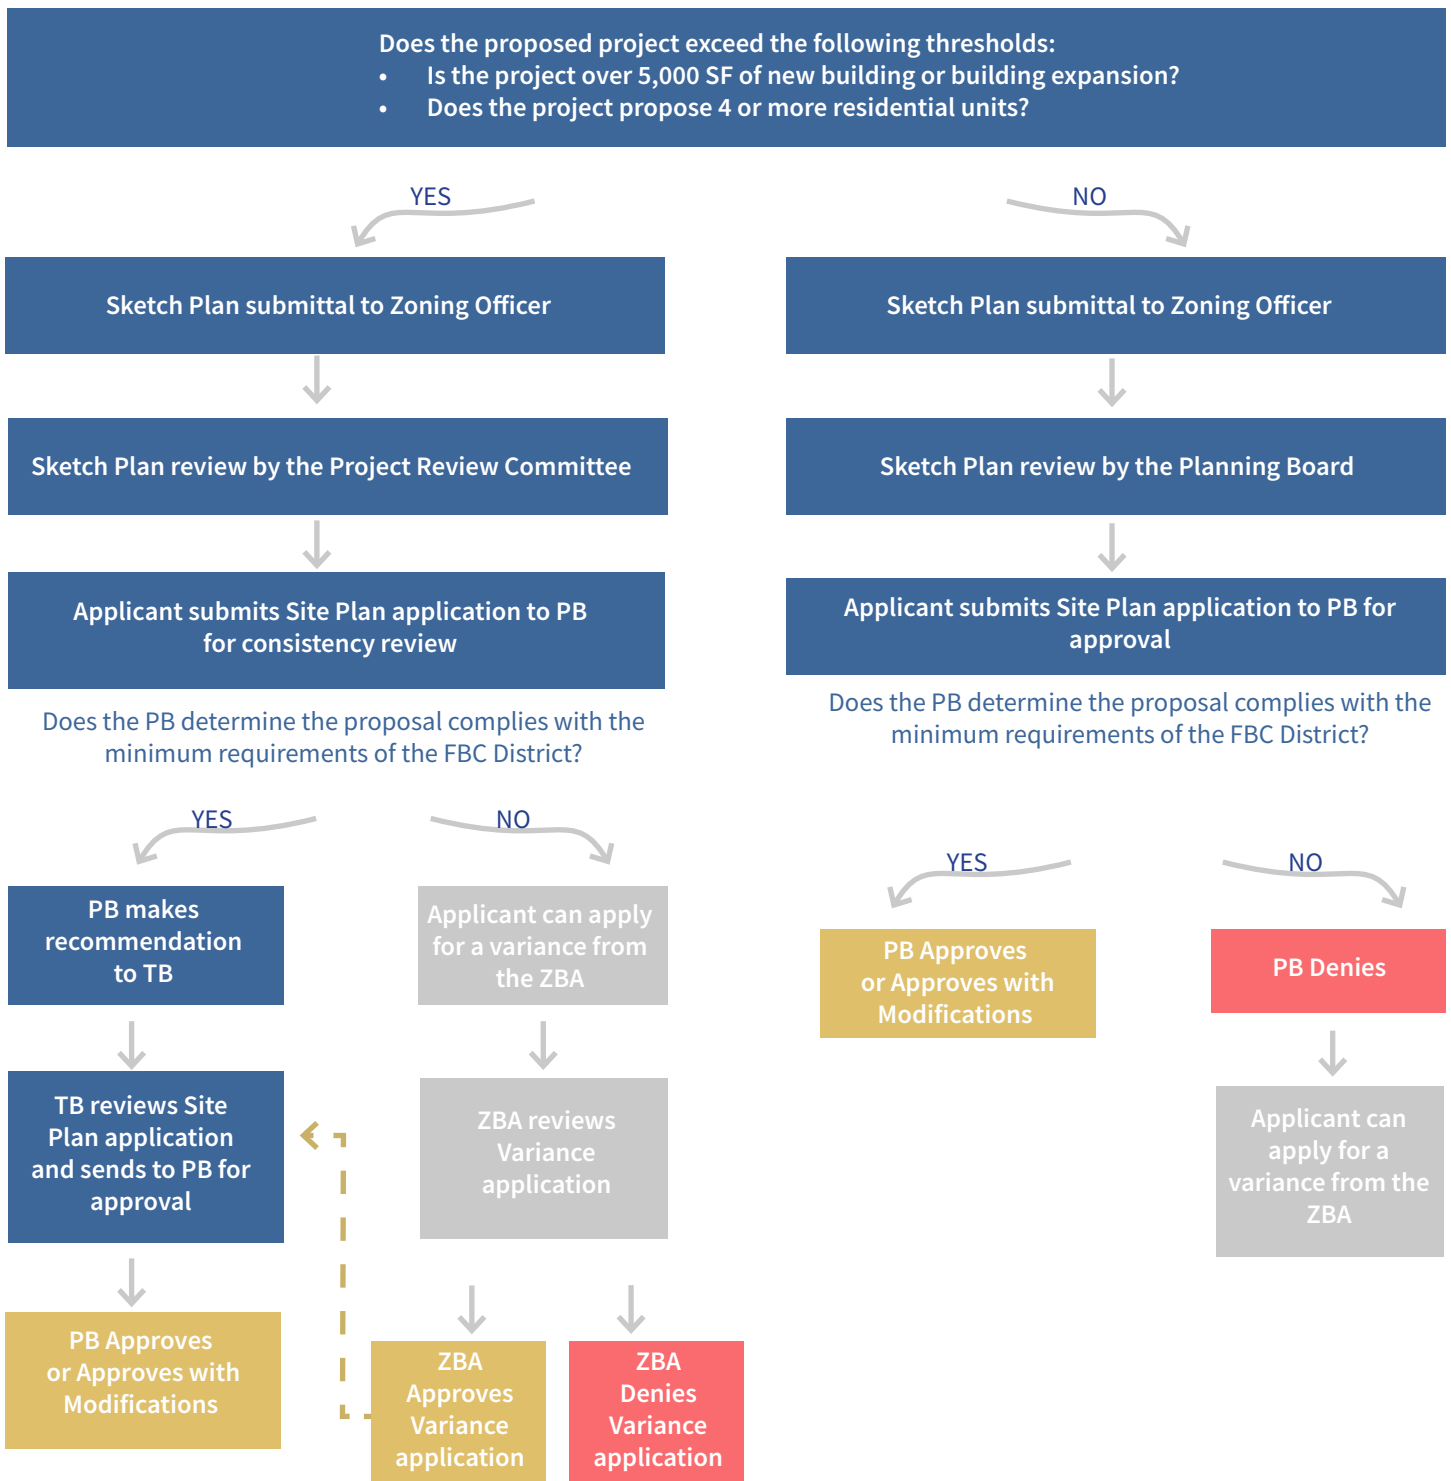 Does the proposed project exceed the following thresholds:
• Is the project over 5,000 SF of new building or building expansion?
• Does the project propose 4 or more residential units?
YES
NO
Sketch Plan submittal to Zoning Officer
Sketch Plan submittal to Zoning Officer
Sketch Plan review by the Project Review Committee
Sketch Plan review by the Planning Board
Applicant submits Site Plan application to PB
for consistency review
Applicant submits Site Plan application to PB for
approval
Does the PB determine the proposal complies with the
minimum requirements of the FBC District?
Does the PB determine the proposal complies with the
minimum requirements of the FBC District?
YES
NO
YES
NO
PB makes
recommendation
to TB
Applicant can apply
for a variance from
the ZBA
PB Approves
or Approves with
Modifications
PB Denies
TB reviews Site
Plan application
and sends to PB for
approval
ZBA reviews
Variance
application
Applicant can
apply for a
variance from the
ZBA
PB Approves
or Approves with
Modifications
ZBA
Approves
Variance
application
ZBA
Denies
Variance
application